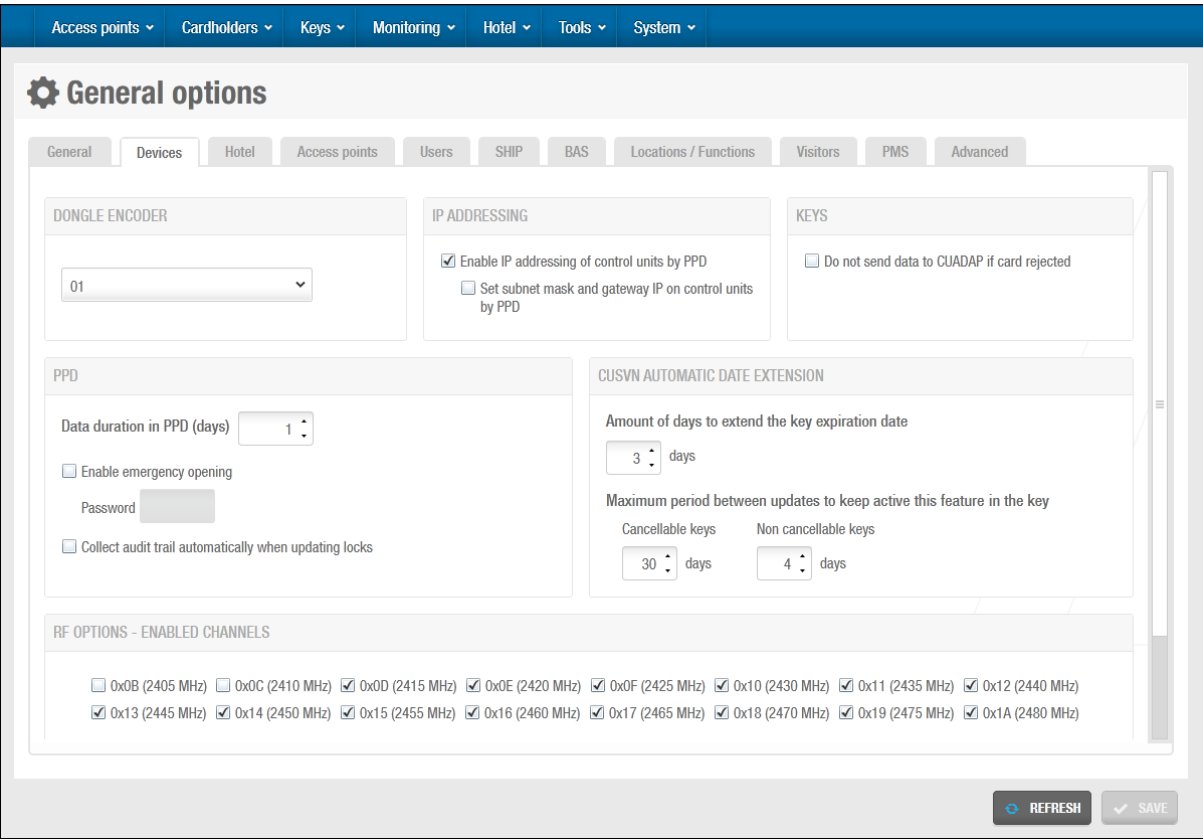 Access points Cardholders Keys Monitoring Hotel Tools System
General options
General Devices Hotel Access points Users SHIP BAS Locations / Functions Visitors PMS Advanced
DONGLE ENCODER
01
IP ADDRESSING
Enable IP addressing of control units by PPD
Set subnet mask and gateway IP on control units
by PPD
KEYS
Do not send data to CUADAP if card rejected
PPD
Data duration in PPD (days) 1
Enable emergency opening
Password
Collect audit trail automatically when updating locks
CUSVN AUTOMATIC DATE EXTENSION
Amount of days to extend the key expiration date
3 days
Maximum period between updates to keep active this feature in the key
Cancellable keys Non cancellable keys
30 days 4 days
RF OPTIONS - ENABLED CHANNELS
0x0B (2405 MHz) 0x0C (2410 MHz) 0x0D (2415 MHz) 0x0E (2420 MHz) 0x0F (2425 MHz) 0x10 (2430 MHz) 0x11 (2435 MHz) 0x12 (2440 MHz)
0x13 (2445 MHz) 0x14 (2450 MHz) 0x15 (2455 MHz) 0x16 (2460 MHz) 0x17 (2465 MHz) 0x18 (2470 MHz) 0x19 (2475 MHz) 0x1A (2480 MHz)
REFRESH SAVE